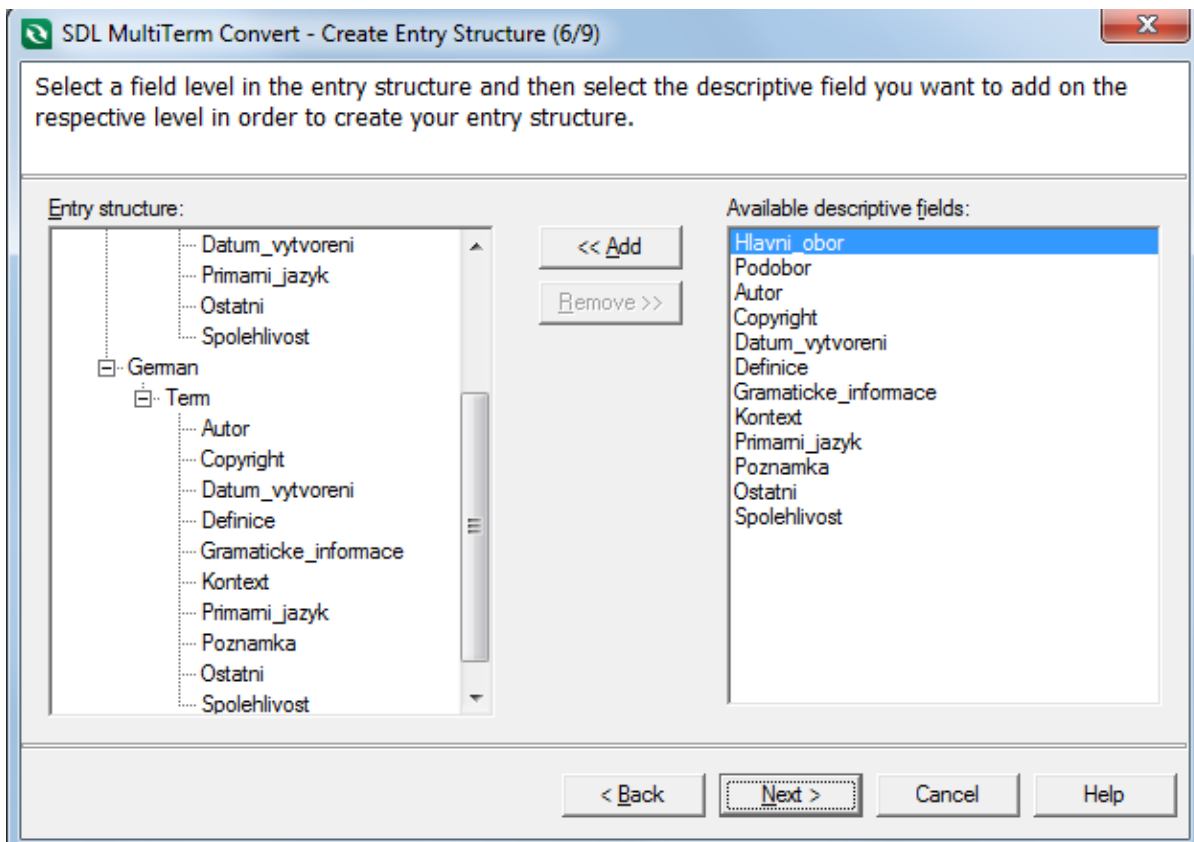 SDL MultiTerm Convert - Create Entry Structure (6/9)
Select a field level in the entry structure and then select the descriptive field you want to add on the
respective level in order to create your entry structure.
Entry structure:
Datum_vytvoreni
Primarni_jazyk
Ostatni
Spolehlivost
German
Term
Autor
Copyright
Datum_vytvoreni
Definice
Gramaticke_informace
Kontext
Primarni_jazyk
Poznamka
Ostatni
Spolehlivost
<< Add
Remove >>
Available descriptive fields:
Hlavni_obor
Podobor
Autor
Copyright
Datum_vytvoreni
Definice
Gramaticke_informace
Kontext
Primarni_jazyk
Poznamka
Ostatni
Spolehlivost
< Back
Next >
Cancel
Help